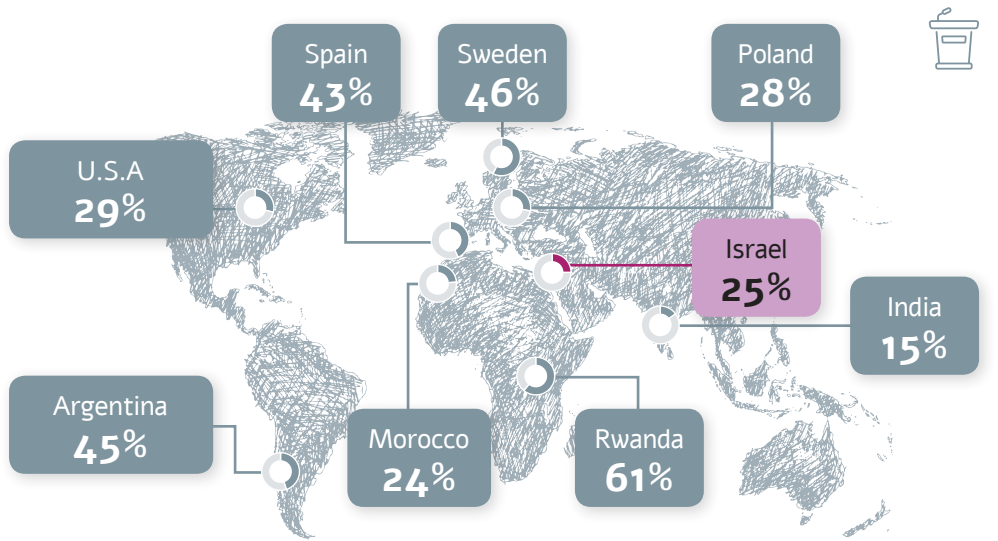 Spain
43%
Sweden
46%
Poland
28%
U.S.A
29%
Israel
25%
India
15%
Argentina
45%
Morocco
24%
Rwanda
61%